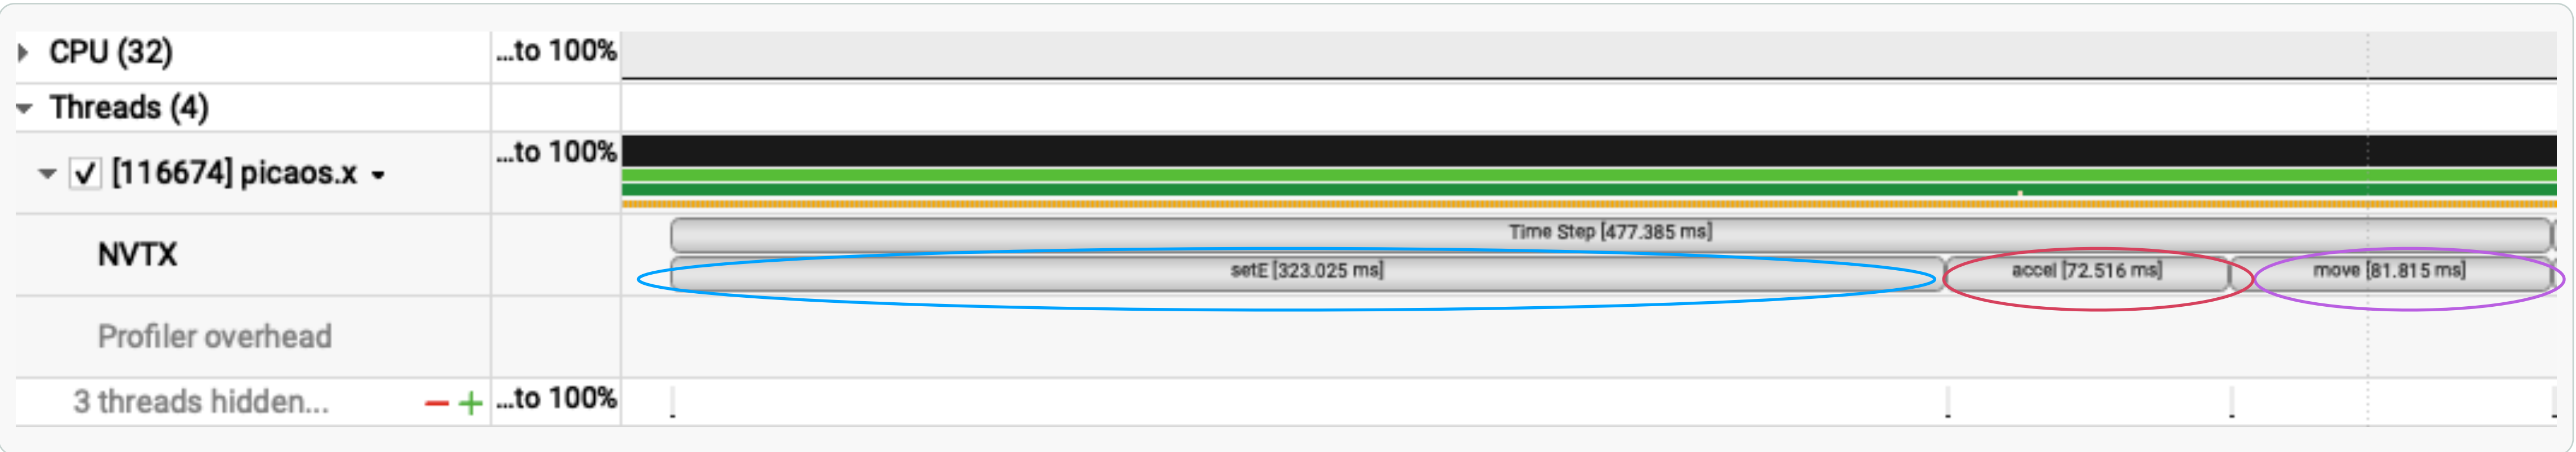 CPU (32) ...to 100%
Threads (4)
[116674] picaos.x ...to 100%
NVTX
Time Step [477.385 ms]
setE [323.025 ms] accel [72.516 ms] move [81.815 ms]
Profiler overhead
3 threads hidden... − + ...to 100%